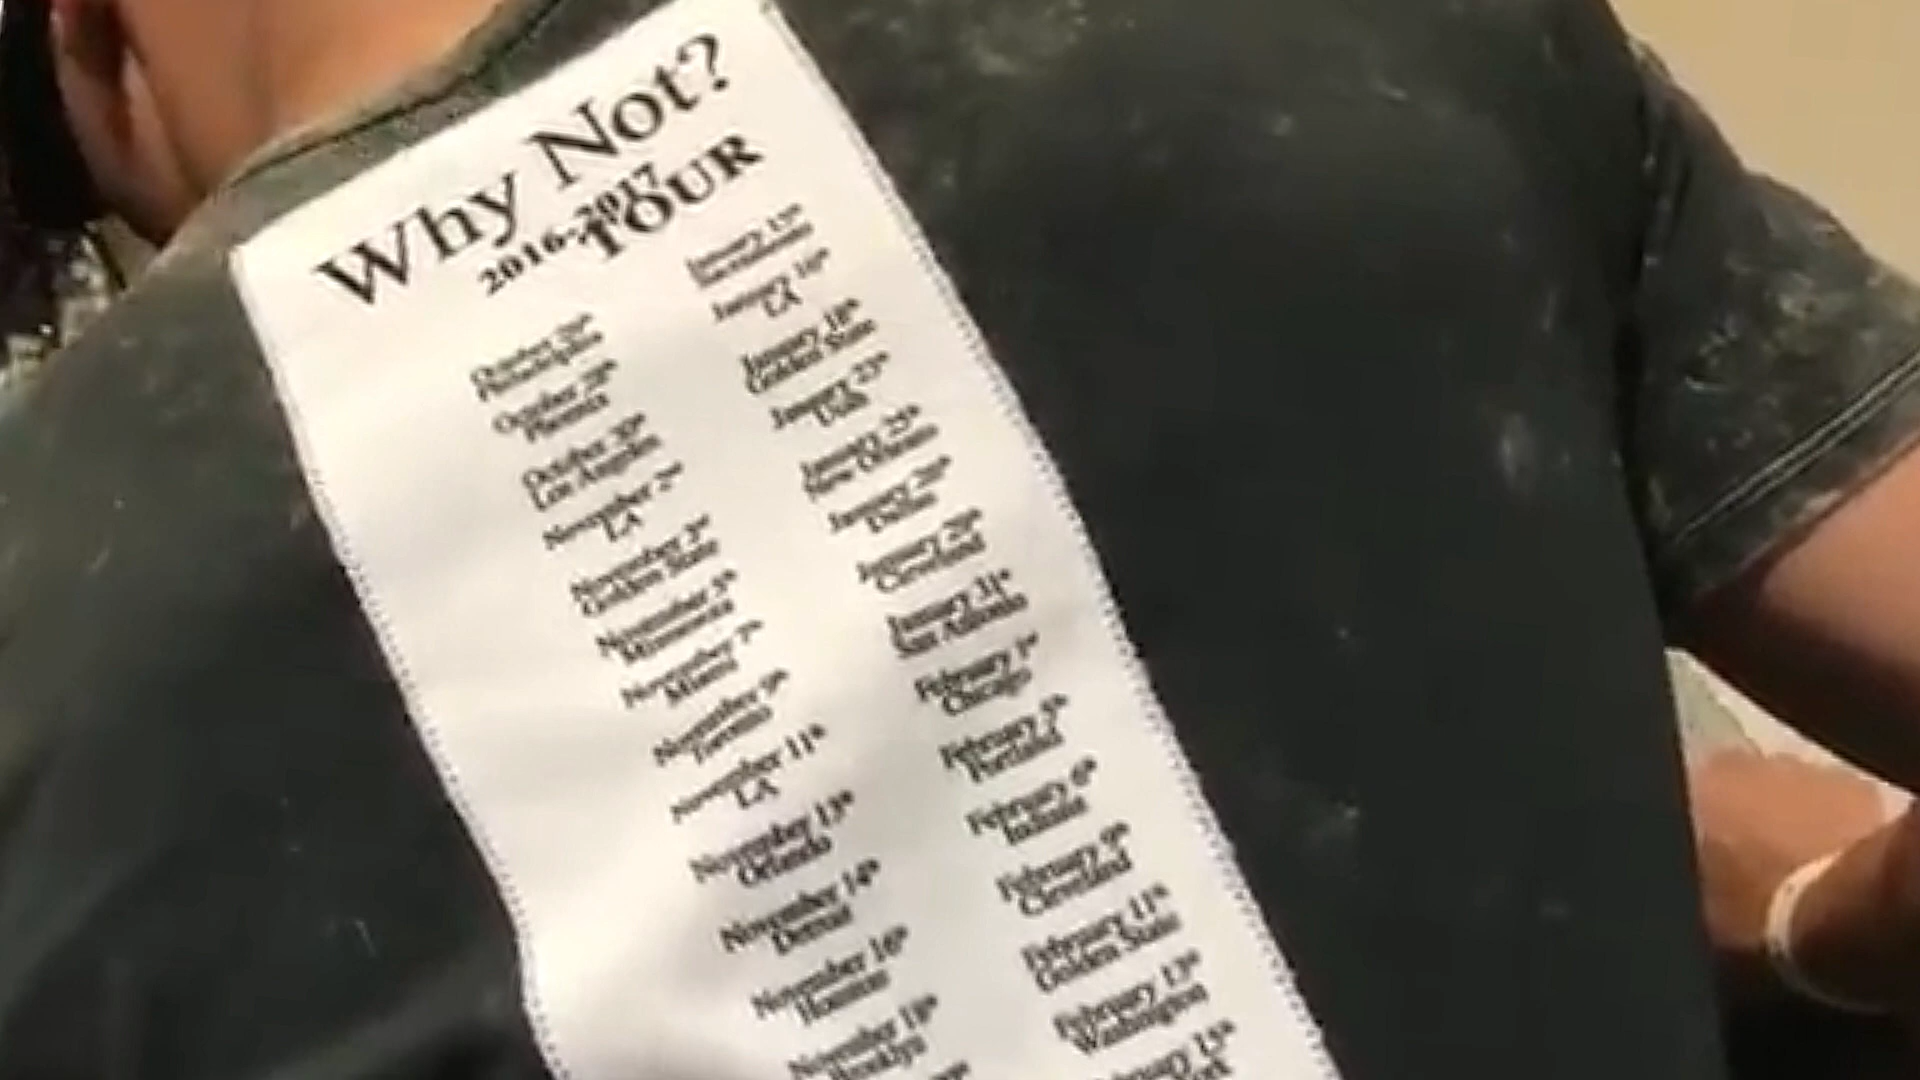 Why Not?
2016-2017
TOUR
October 26th
Philadelphia
October 28th
Phoenix
October 30th
Los Angeles
November 2nd
LA
November 3rd
Golden State
November 5th
Minnesota
November 7th
Miami
November 9th
Toronto
November 11th
LA
November 13th
Orlando
November 14th
Detroit
November 16th
Houston
November 18th
Brooklyn
January 15th
Sacramento
January 16th
LA
January 18th
Golden State
January 23rd
Utah
January 25th
New Orleans
January 26th
Dallas
January 29th
Cleveland
January 31st
San Antonio
February 1st
Chicago
February 5th
Portland
February 6th
Indiana
February 9th
Cleveland
February 11th
Golden State
February 13th
Washington
February 15th